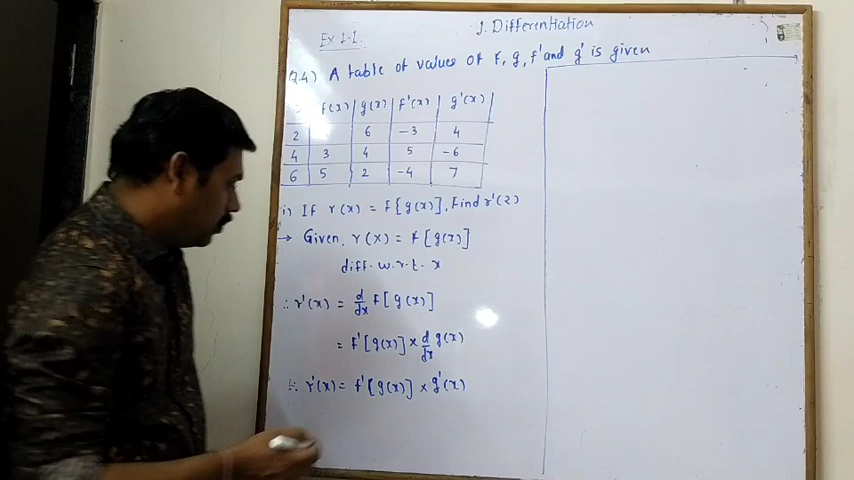 1. Differentiation
Ex 1.1.
Q.4) A table of values of f, g, f' and g' is given
f(x) g(x) f'(x) g'(x)
2 6 -3 4
4 3 4 5 -6
6 5 2 -4 7
i) If r(x) = f[g(x)], Find r'(2)
→ Given, r(x) = f[g(x)]
diff. w.r.t. x
∴ r'(x) = d/dx f[g(x)]
= f'[g(x)] × d/dx g(x)
∴ r'(x) = f'[g(x)] × g'(x)